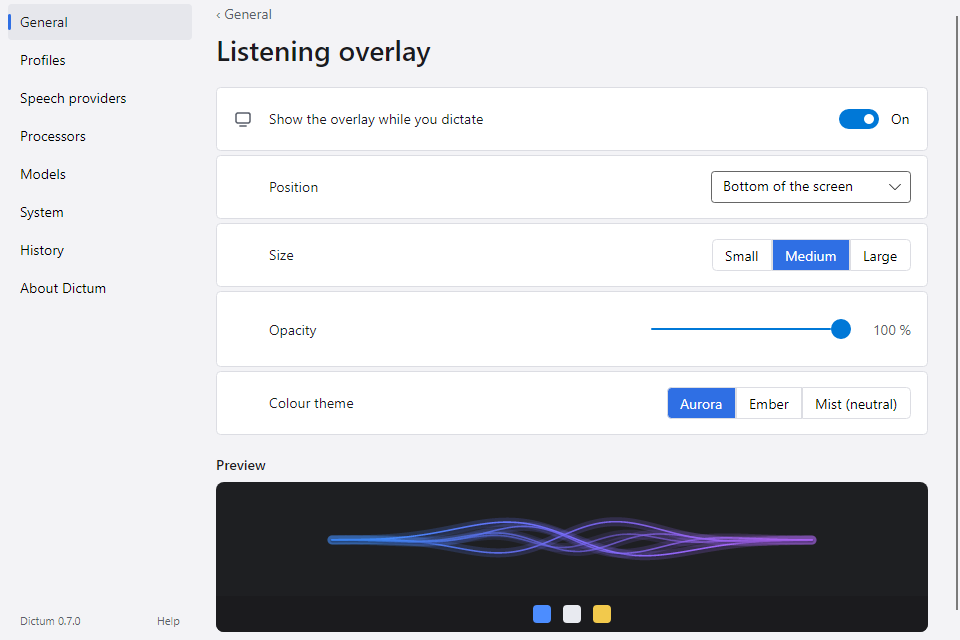 General
Profiles
Speech providers
Processors
Models
System
History
About Dictum
Dictum 0.7.0
Help
‹ General
Listening overlay
Show the overlay while you dictate
On
Position
Bottom of the screen
Size
Small
Medium
Large
Opacity
100 %
Colour theme
Aurora
Ember
Mist (neutral)
Preview